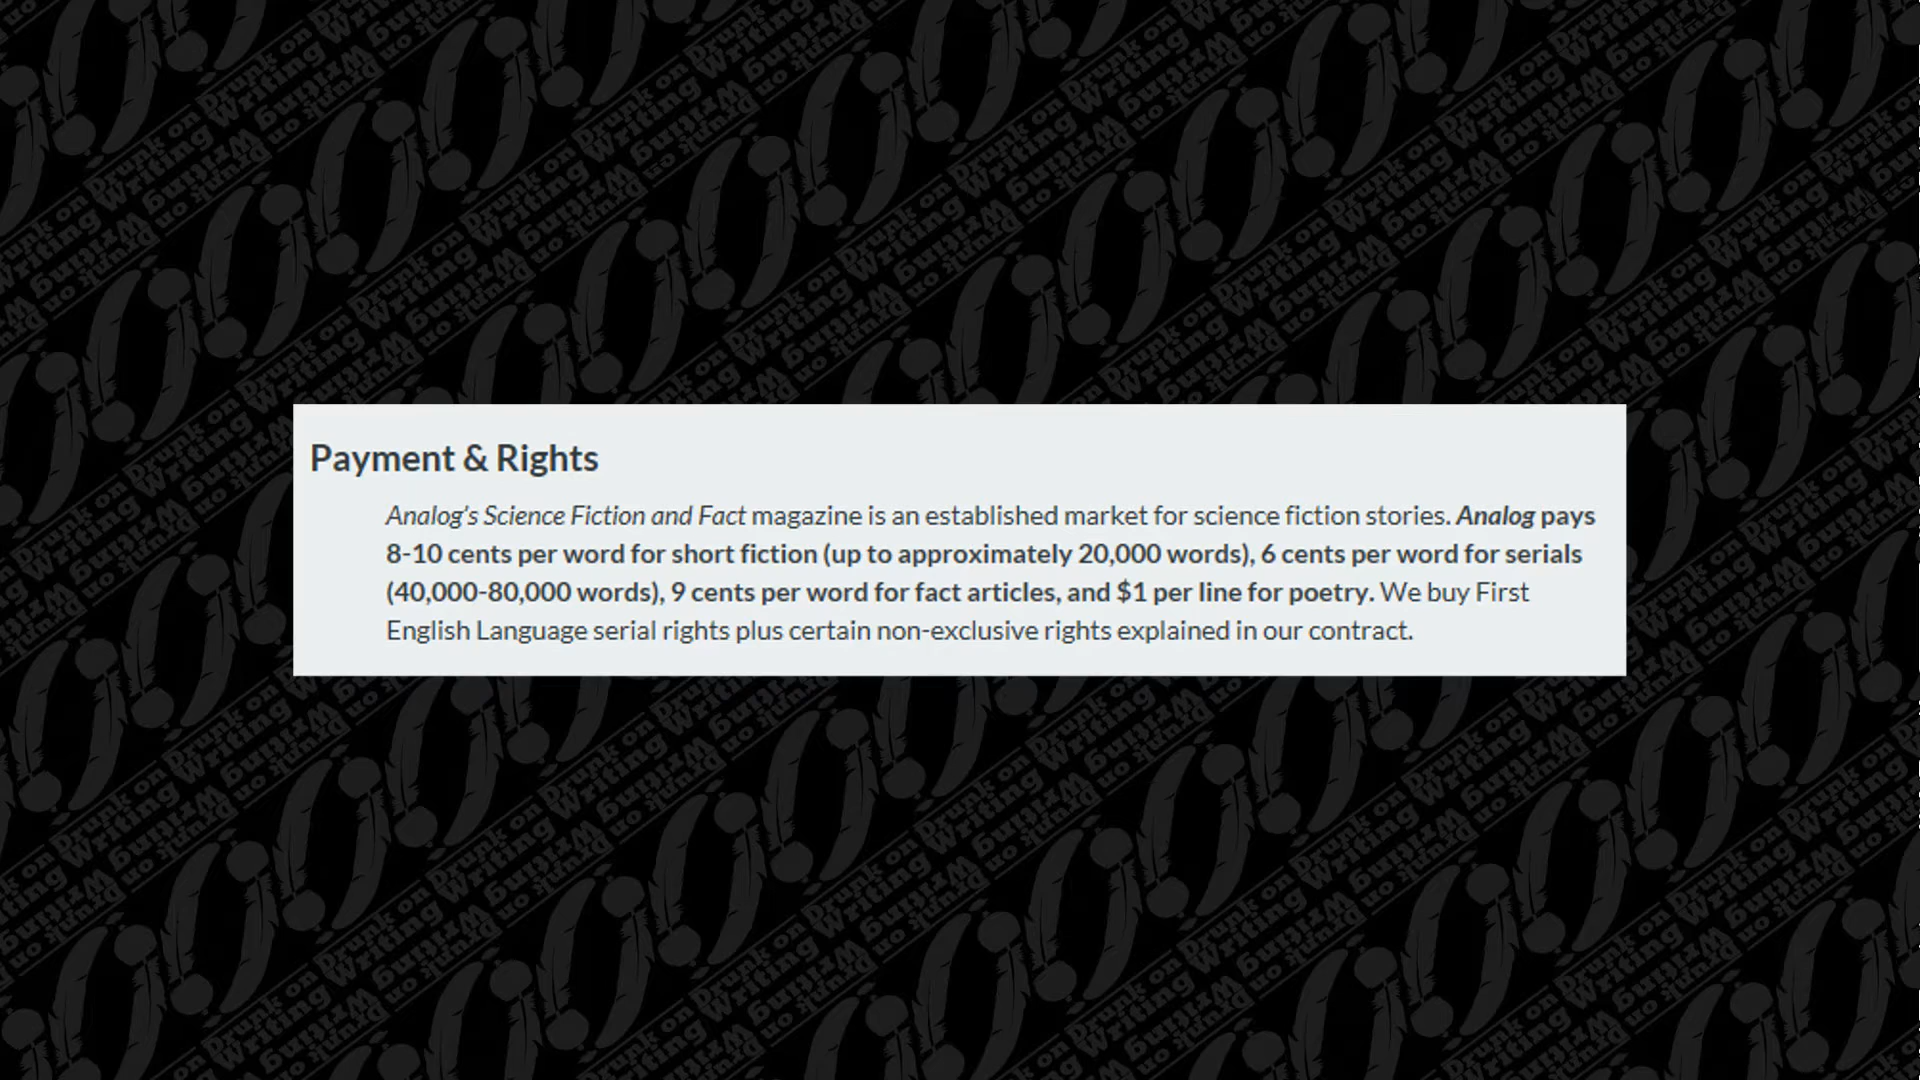 Payment & Rights
Analog's Science Fiction and Fact magazine is an established market for science fiction stories. Analog pays
8-10 cents per word for short fiction (up to approximately 20,000 words), 6 cents per word for serials
(40,000-80,000 words), 9 cents per word for fact articles, and $1 per line for poetry. We buy First
English Language serial rights plus certain non-exclusive rights explained in our contract.
Drunk on
Writing